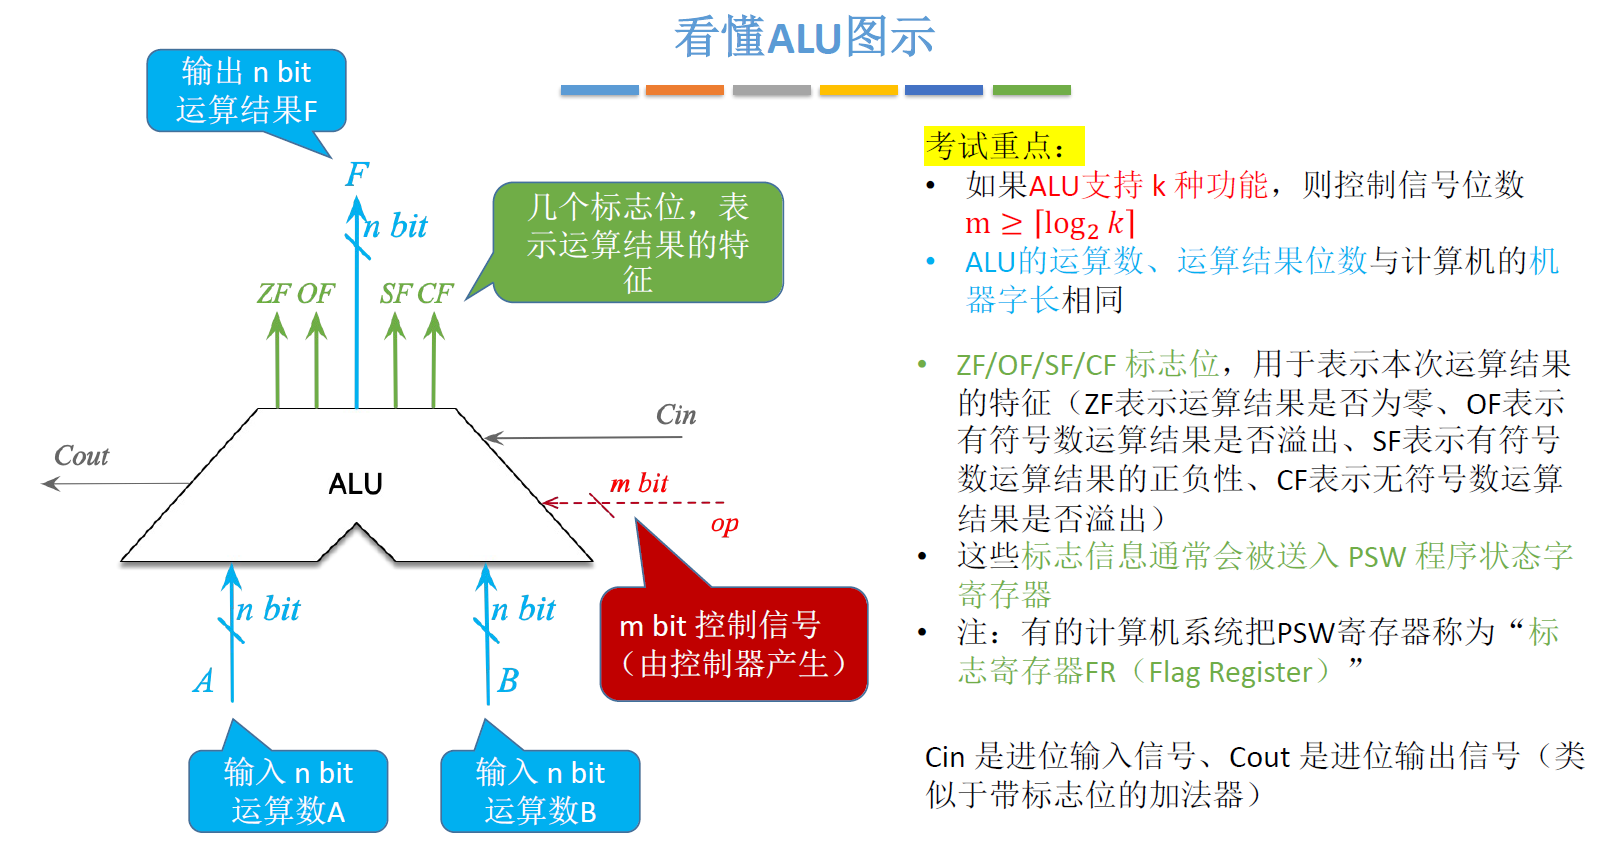 看懂ALU图示
输出 n bit
运算结果F
F
n bit
几个标志位，表
示运算结果的特
征
ZF OF SF CF
Cin
Cout
ALU
m bit
op
n bit
n bit
m bit 控制信号
（由控制器产生）
A
B
输入 n bit
运算数A
输入 n bit
运算数B
考试重点：
• 如果ALU支持 k 种功能，则控制信号位数
m ≥ ⌈log₂ k⌉
• ALU的运算数、运算结果位数与计算机的机
器字长相同
• ZF/OF/SF/CF 标志位，用于表示本次运算结果
的特征（ZF表示运算结果是否为零、OF表示
有符号数运算结果是否溢出、SF表示有符号
数运算结果的正负性、CF表示无符号数运算
结果是否溢出）
• 这些标志信息通常会被送入 PSW 程序状态字
寄存器
• 注：有的计算机系统把PSW寄存器称为“标
志寄存器FR（Flag Register）”
Cin 是进位输入信号、Cout 是进位输出信号（类
似于带标志位的加法器）